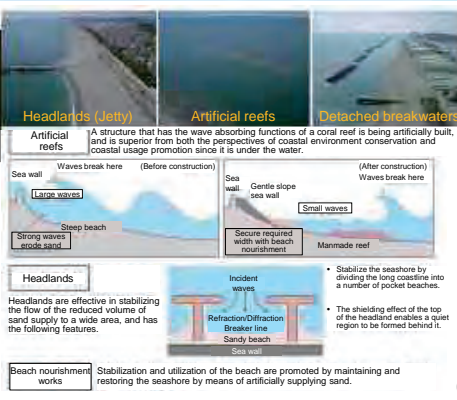 Headlands (Jetty)
Artificial reefs
Detached breakwaters
Artificial
reefs
A structure that has the wave absorbing functions of a coral reef is being artificially built,
and is superior from both the perspectives of coastal environment conservation and
coastal usage promotion since it is under the water.
Waves break here
(Before construction)
Sea wall
Large waves
Steep beach
Strong waves
erode sand
(After construction)
Sea
wall
Gentle slope
sea wall
Waves break here
Small waves
Secure required
width with beach
nourishment
Manmade reef
Headlands
Headlands are effective in stabilizing
the flow of the reduced volume of
sand supply to a wide area, and has
the following features.
Incident
waves
Refraction/Diffraction
Breaker line
Sandy beach
Sea wall
• Stabilize the seashore by
dividing the long coastline into
a number of pocket beaches.
• The shielding effect of the top
of the headland enables a quiet
region to be formed behind it.
Beach nourishment
works
Stabilization and utilization of the beach are promoted by maintaining and
restoring the seashore by means of artificially supplying sand.